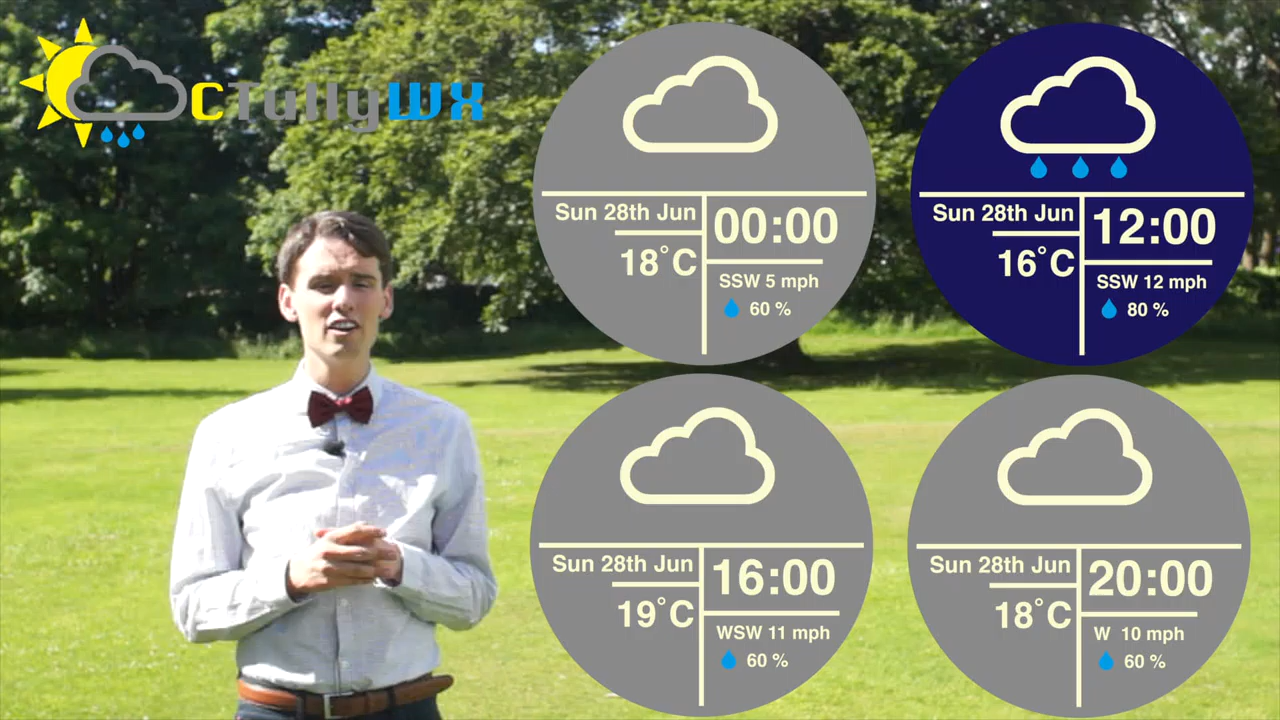 CTullyWX
Sun 28th Jun
00:00
18°C
SSW 5 mph
60 %
Sun 28th Jun
12:00
16°C
SSW 12 mph
80 %
Sun 28th Jun
16:00
19°C
WSW 11 mph
60 %
Sun 28th Jun
20:00
18°C
W 10 mph
60 %